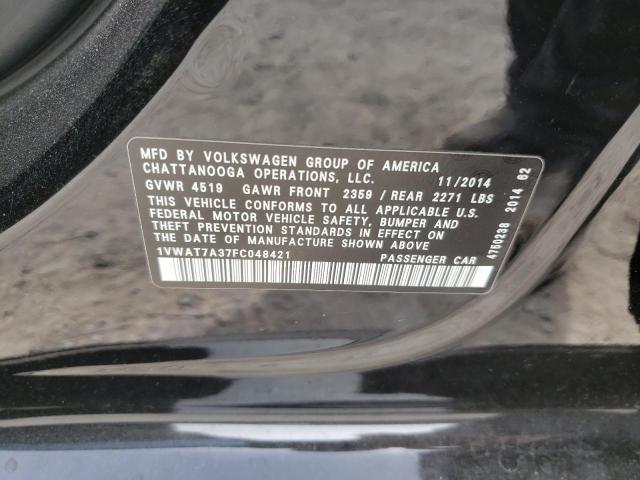 MFD BY VOLKSWAGEN GROUP OF AMERICA
CHATTANOOGA OPERATIONS, LLC. 11/2014
GVWR 4519 GAWR FRONT 2359 / REAR 2271 LBS
THIS VEHICLE CONFORMS TO ALL APPLICABLE U.S.
FEDERAL MOTOR VEHICLE SAFETY, BUMPER AND
THEFT PREVENTION STANDARDS IN EFFECT ON
THE DATE OF MANUFACTURE SHOWN ABOVE
1VWAT7A37FC048421 PASSENGER CAR
4750238 2014 62